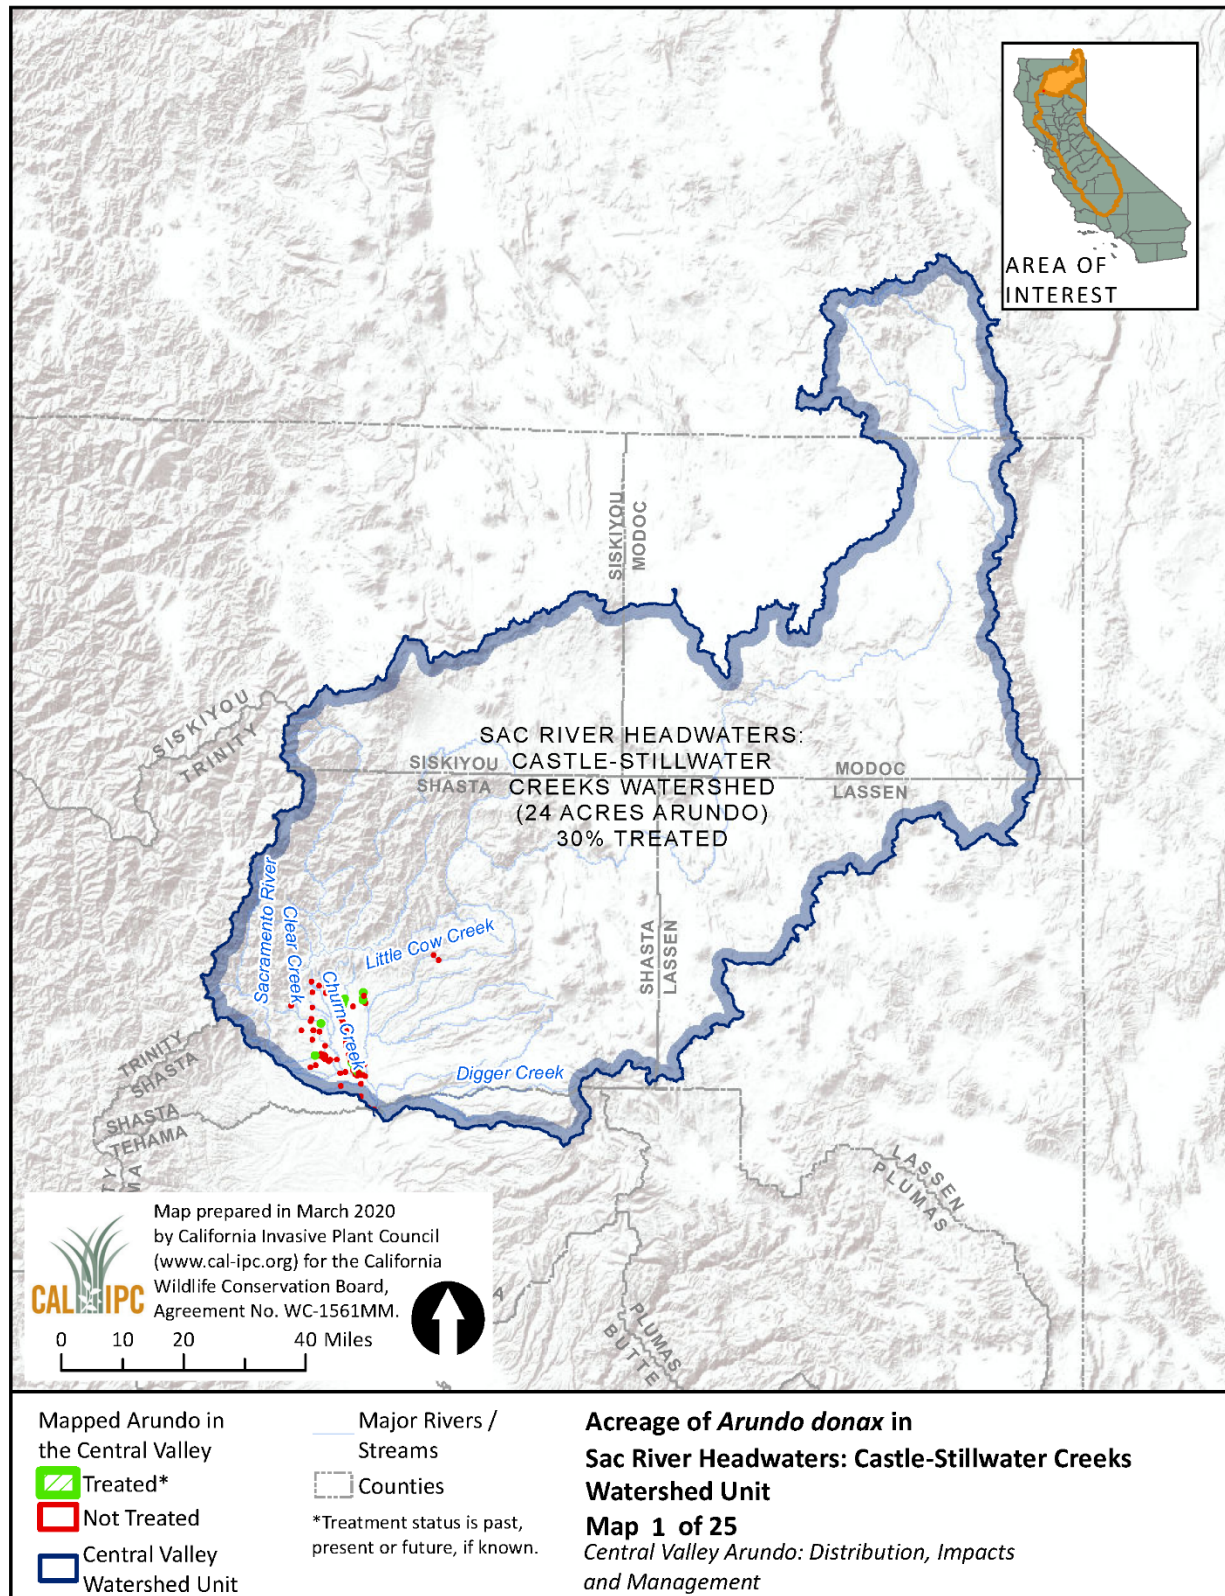 AREA OF
INTEREST
SISKIYOU
MODOC
SISKIYOU
TRINITY
SAC RIVER HEADWATERS:
CASTLE-STILLWATER
CREEKS WATERSHED
(24 ACRES ARUNDO)
30% TREATED
SISKIYOU
SHASTA
MODOC
LASSEN
Sacramento River
Clear Creek
Churn Creek
Little Cow Creek
SHASTA
LASSEN
Digger Creek
TRINITY
SHASTA
SHASTA
TEHAMA
LASSEN
PLUMAS
PLUMAS
BUTTE
TY
MA
A
Map prepared in March 2020
by California Invasive Plant Council
(www.cal-ipc.org) for the California
Wildlife Conservation Board,
Agreement No. WC-1561MM.
CAL IPC
0 10 20 40 Miles
Mapped Arundo in
the Central Valley
Treated*
Not Treated
Central Valley
Watershed Unit
Major Rivers /
Streams
Counties
*Treatment status is past,
present or future, if known.
Acreage of Arundo donax in
Sac River Headwaters: Castle-Stillwater Creeks
Watershed Unit
Map 1 of 25
Central Valley Arundo: Distribution, Impacts
and Management